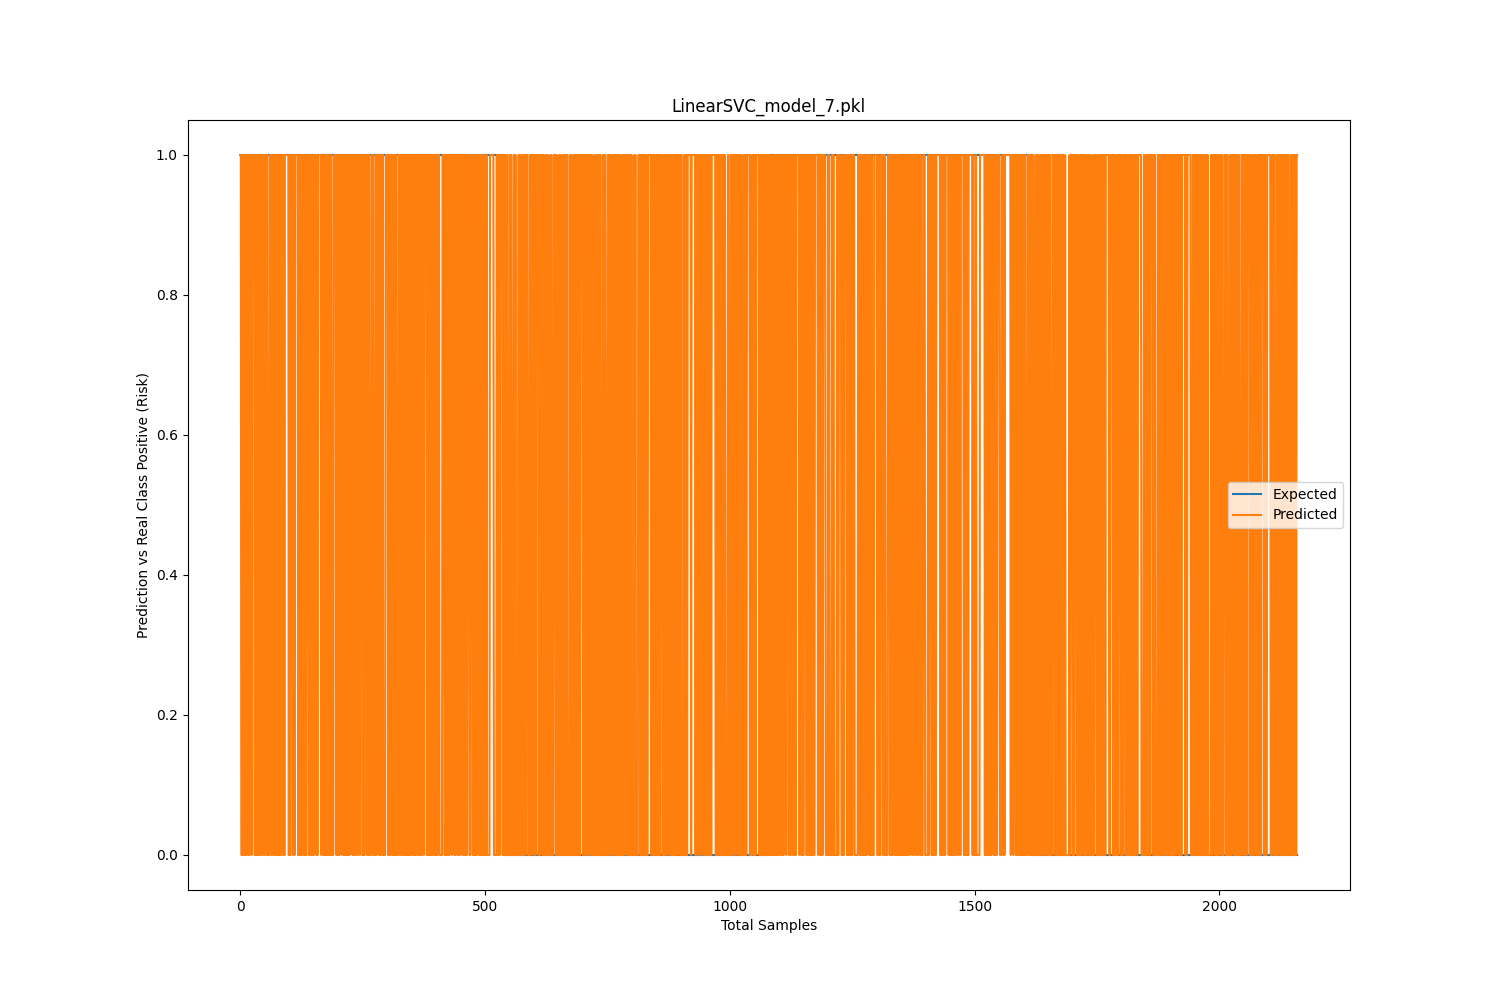 LinearSVC_model_7.pkl
1.0
0.8
0.6
0.4
0.2
0.0
Prediction vs Real Class Positive (Risk)
Expected
Predicted
0 500 1000 1500 2000
Total Samples